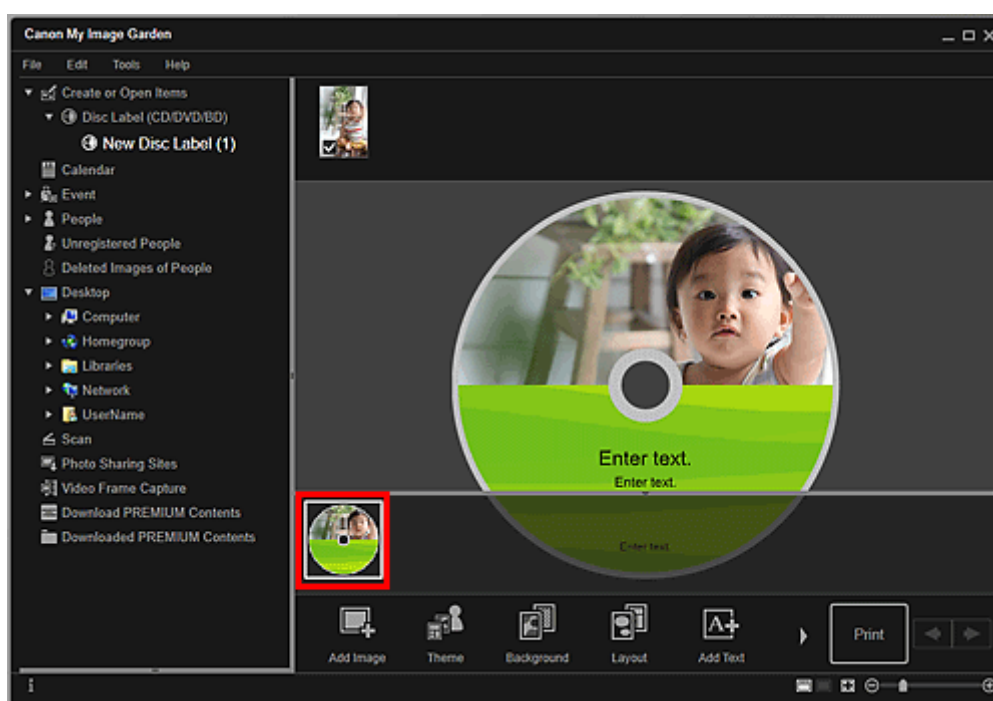 Canon My Image Garden
File Edit Tools Help
Create or Open Items
Disc Label (CD/DVD/BD)
New Disc Label (1)
Calendar
Event
People
Unregistered People
Deleted Images of People
Desktop
Computer
Homegroup
Libraries
Network
UserName
Scan
Photo Sharing Sites
Video Frame Capture
Download PREMIUM Contents
Downloaded PREMIUM Contents
Enter text.
Enter text.
Enter text.
Add Image Theme Background Layout Add Text Print